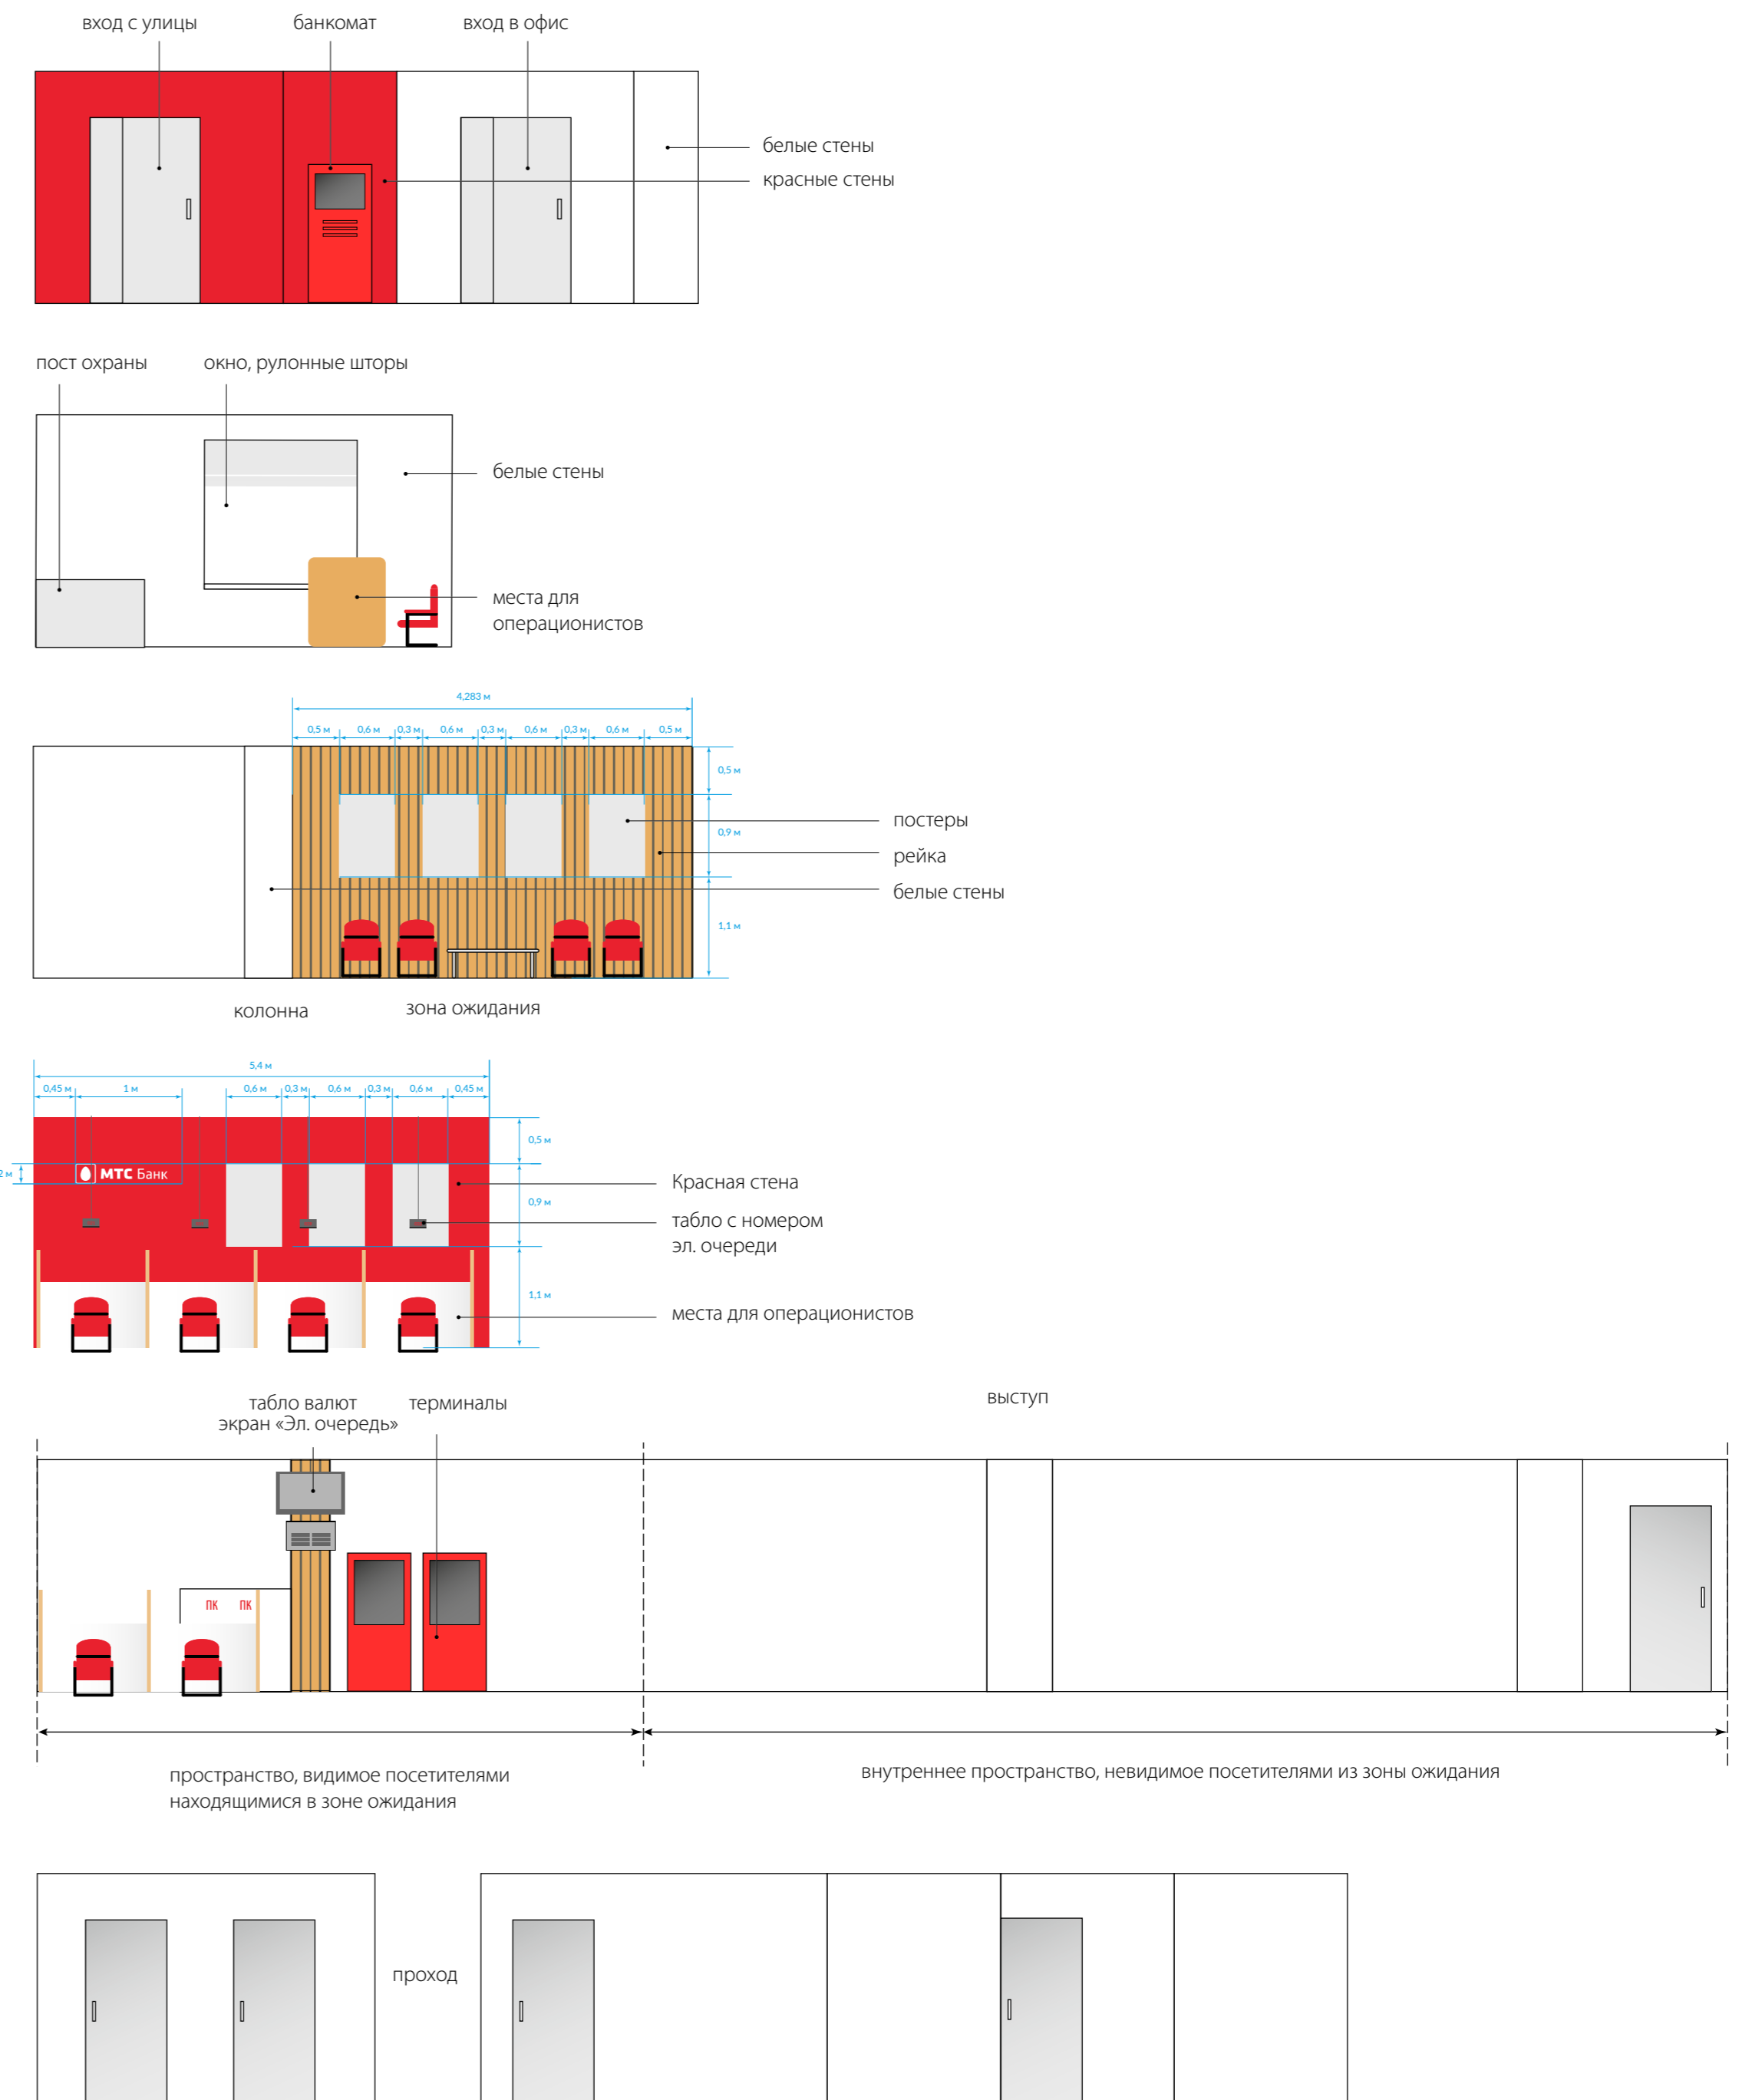 вход с улицы
банкомат
вход в офис
белые стены
красные стены
пост охраны
окно, рулонные шторы
белые стены
места для
операционистов
4,283 м
0,5 м 0,6 м 0,3 м 0,6 м 0,3 м 0,6 м 0,3 м 0,6 м 0,5 м
0,5 м
0,9 м
1,1 м
постеры
рейка
белые стены
колонна
зона ожидания
5,4 м
0,45 м 1 м 0,6 м 0,3 м 0,6 м 0,3 м 0,6 м 0,45 м
0,5 м
2 м
МТС Банк
0,9 м
1,1 м
Красная стена
табло с номером
эл. очереди
места для операционистов
табло валют
экран «Эл. очередь»
терминалы
выступ
ПК ПК
пространство, видимое посетителями
находящимися в зоне ожидания
внутреннее пространство, невидимое посетителями из зоны ожидания
проход